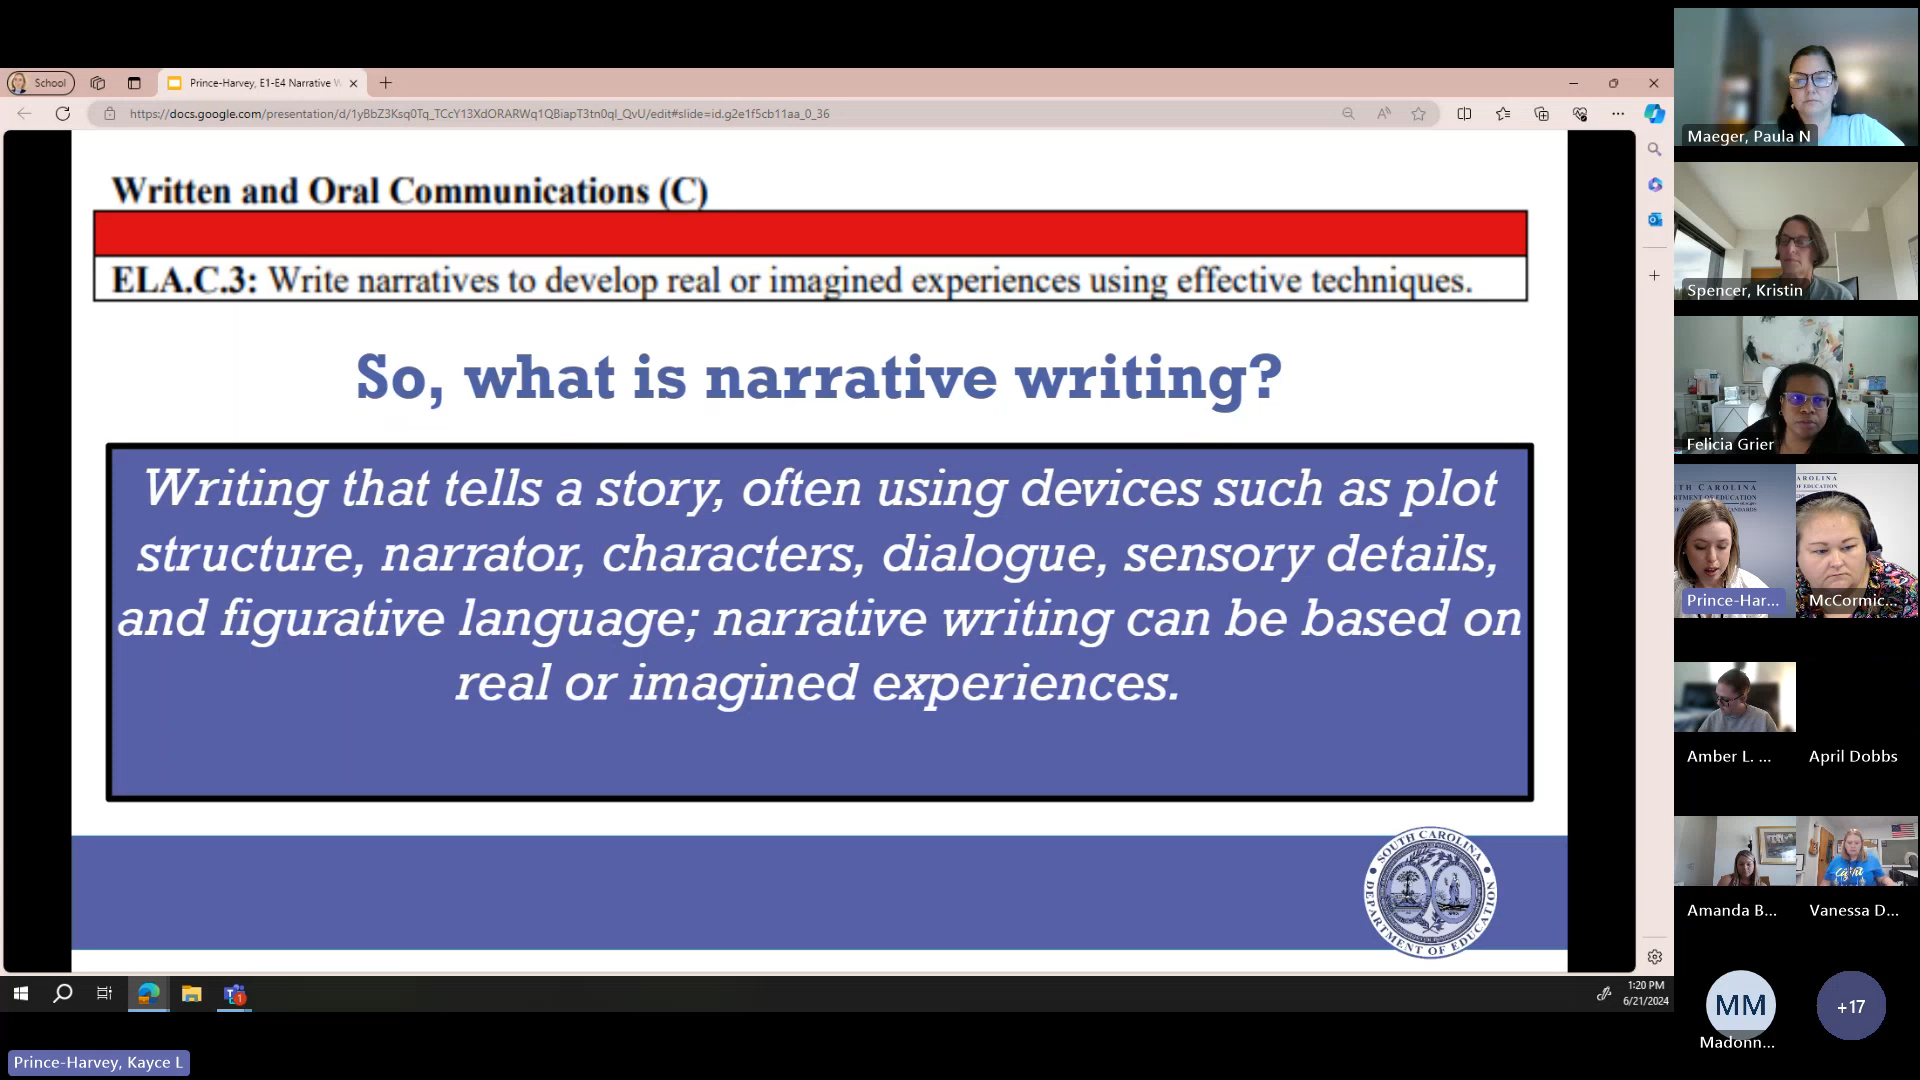 School
Prince-Harvey, E1-E4 Narrative W
https://docs.google.com/presentation/d/1yBbZ3Ksq0Tq_TCcY13XdORARWq1QBiapT3tn0ql_QvU/edit#slide=id.g2e1f5cb11aa_0_36
Written and Oral Communications (C)
ELA.C.3: Write narratives to develop real or imagined experiences using effective techniques.
So, what is narrative writing?
Writing that tells a story, often using devices such as plot
structure, narrator, characters, dialogue, sensory details,
and figurative language; narrative writing can be based on
real or imagined experiences.
SOUTH CAROLINA
DEPARTMENT OF EDUCATION
1:20 PM
6/21/2024
Prince-Harvey, Kayce L
Maeger, Paula N
Spencer, Kristin
Felicia Grier
Prince-Har...
McCormic...
Amber L. ...
April Dobbs
Amanda B...
Vanessa D...
MM
Madonn...
+17